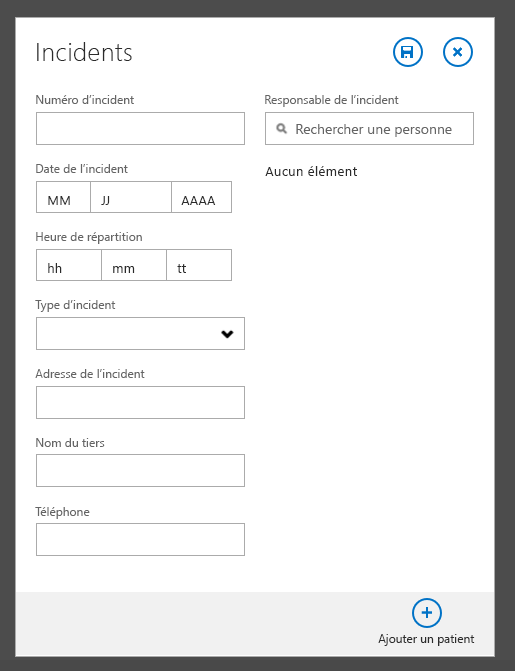 Incidents
Numéro d'incident
Date de l'incident
MM JJ AAAA
Heure de répartition
hh mm tt
Type d'incident
Adresse de l'incident
Nom du tiers
Téléphone
Responsable de l'incident
Rechercher une personne
Aucun élément
Ajouter un patient